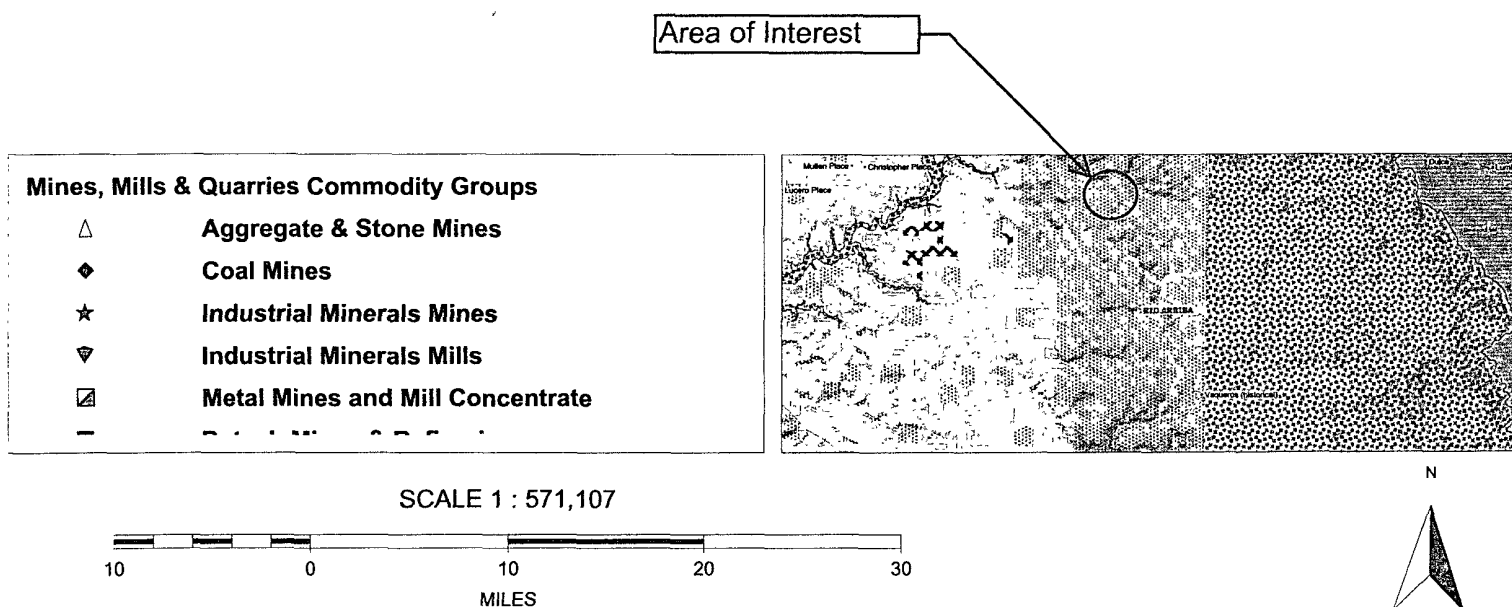 Area of Interest
Mines, Mills & Quarries Commodity Groups
Aggregate & Stone Mines
Coal Mines
Industrial Minerals Mines
Industrial Minerals Mills
Metal Mines and Mill Concentrate
Mullen Place
Christopher Place
Lucero Place
RIO ARRIBA
Vaqueros (historical)
SCALE 1 : 571,107
N
10
0
10
20
30
MILES